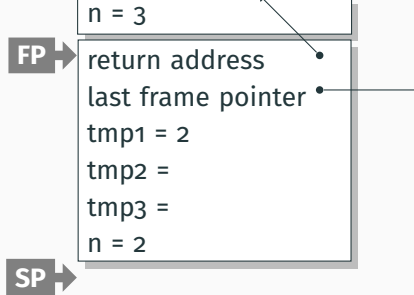 n = 3
FP
return address
last frame pointer
tmp1 = 2
tmp2 =
tmp3 =
n = 2
SP